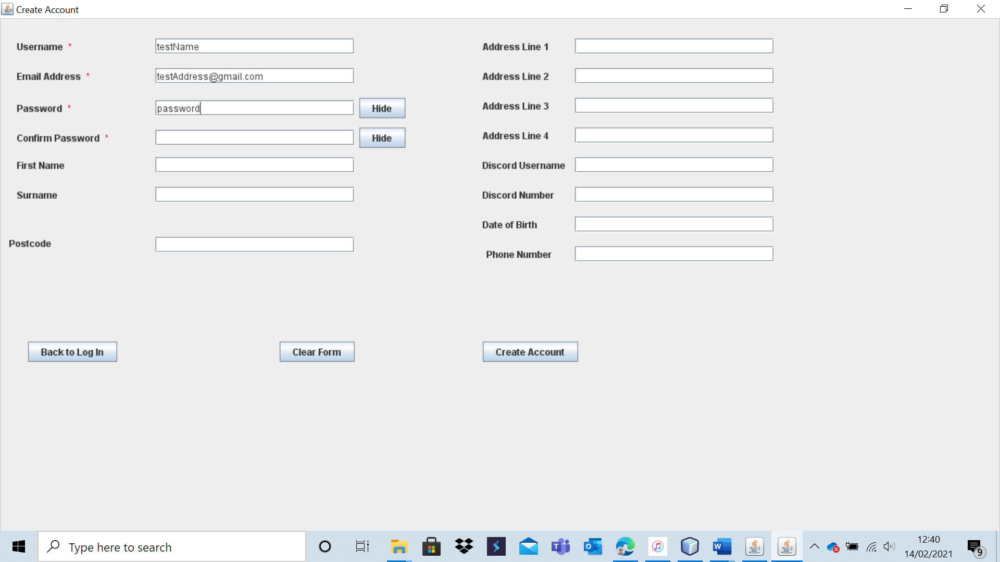 Create Account
Username *
testName
Email Address *
testAddress@gmail.com
Password *
password
Hide
Confirm Password *
Hide
First Name
Surname
Postcode
Address Line 1
Address Line 2
Address Line 3
Address Line 4
Discord Username
Discord Number
Date of Birth
Phone Number
Back to Log In
Clear Form
Create Account
Type here to search
12:40
14/02/2021
9